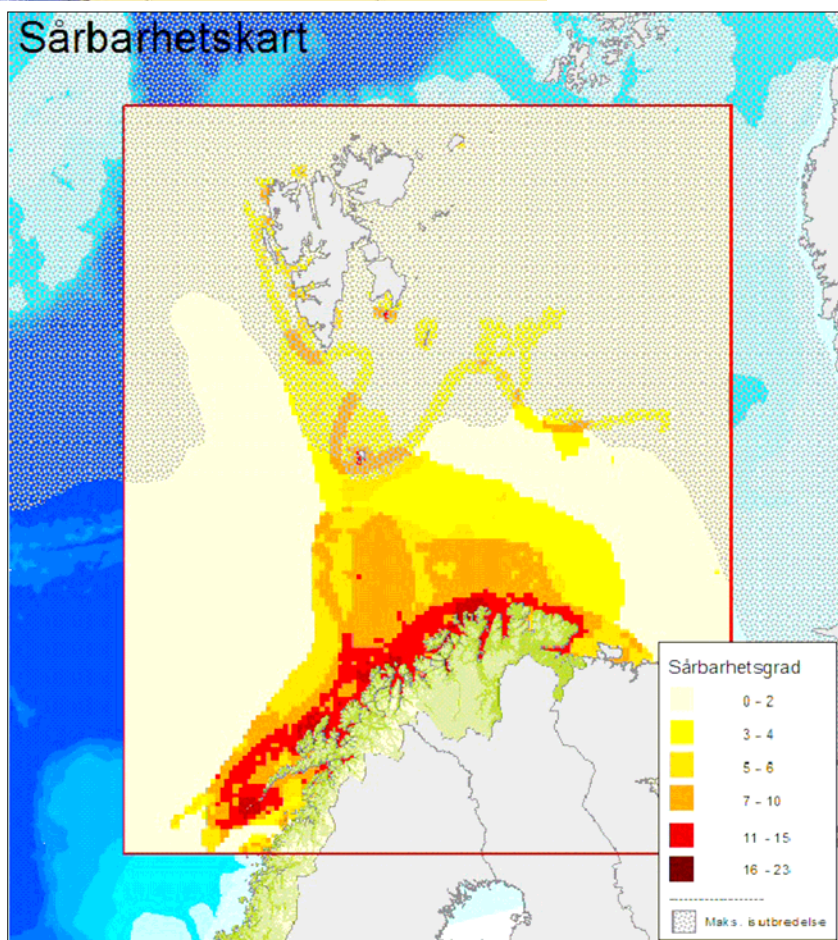 Sårbarhetskart
Sårbarhetsgrad
0 - 2
3 - 4
5 - 6
7 - 10
11 - 15
16 - 23
Maks. isutbredelse